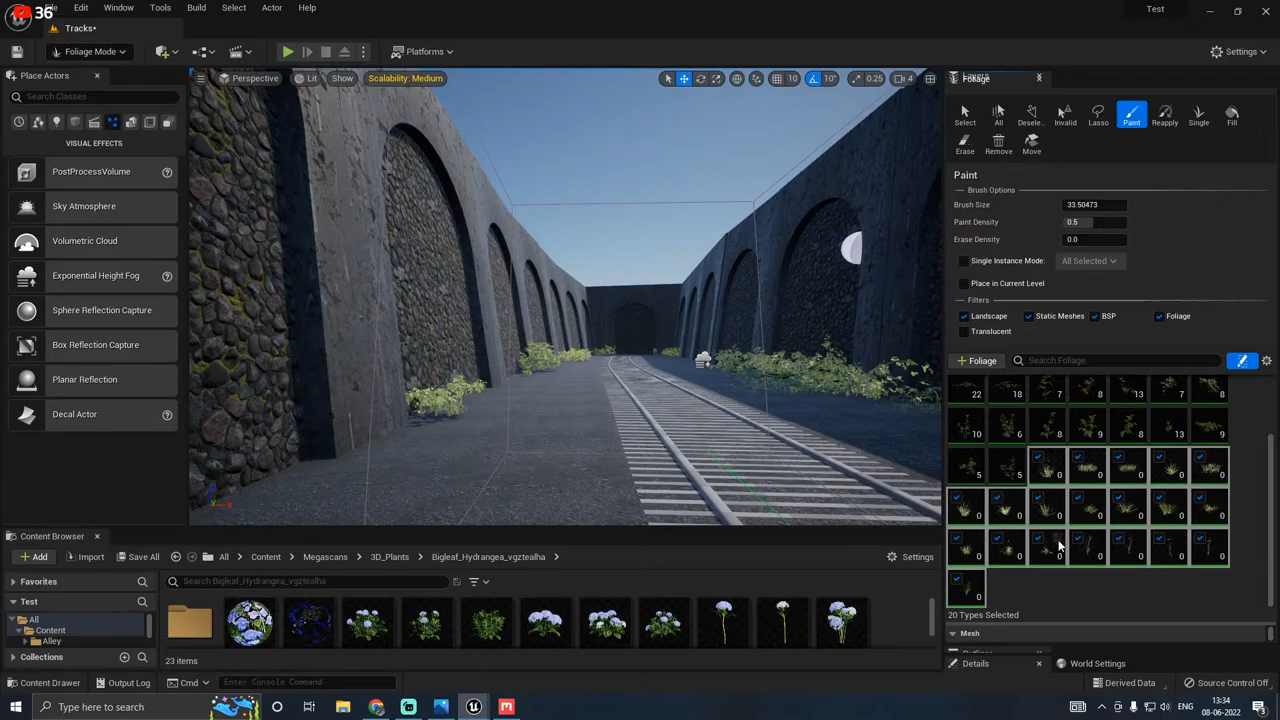 36
Edit Window Tools Build Select Actor Help
Test
Tracks*
Foliage Mode
Platforms
Settings
Place Actors
Search Classes
VISUAL EFFECTS
PostProcessVolume
Sky Atmosphere
Volumetric Cloud
Exponential Height Fog
Sphere Reflection Capture
Box Reflection Capture
Planar Reflection
Decal Actor
Perspective Lit Show Scalability: Medium
10 10° 0.25 4
Foliage
Select All Desele... Invalid Lasso Paint Reapply Single Fill
Erase Remove Move
Paint
Brush Options
Brush Size 33.50473
Paint Density 0.5
Erase Density 0.0
Single Instance Mode: All Selected
Place in Current Level
Filters
Landscape Static Meshes BSP Foliage
Translucent
+ Foliage Search Foliage
22 18 7 8 13 7 8
10 6 8 9 8 13 9
5 5 0 0 0 0 0
0 0 0 0 0 0 0
0 0 0 0 0 0 0
0
20 Types Selected
Mesh
Details World Settings
Content Browser
Add Import Save All All Content Megascans 3D_Plants Bigleaf_Hydrangea_vgztealha Settings
Favorites
Search Bigleaf_Hydrangea_vgztealha
Test
All
Content
Alley
Collections
23 items
Content Drawer Output Log Cmd Enter Console Command Derived Data Source Control Off
Type here to search
13:34
08-06-2022
3